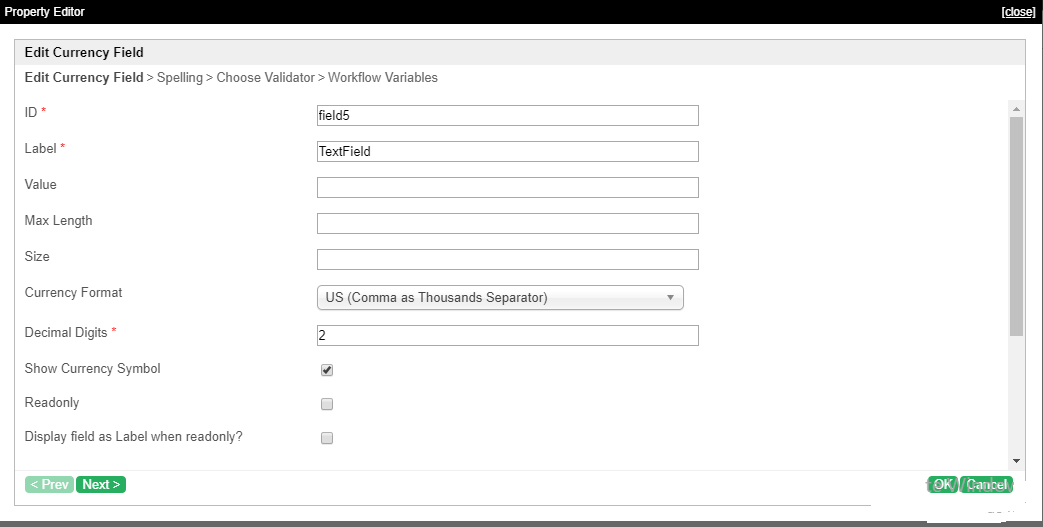 Property Editor [close]
Edit Currency Field
Edit Currency Field > Spelling > Choose Validator > Workflow Variables
ID *
field5
Label *
TextField
Value
Max Length
Size
Currency Format
US (Comma as Thousands Separator)
Decimal Digits *
2
Show Currency Symbol
Readonly
Display field as Label when readonly?
< Prev Next > OK Cancel